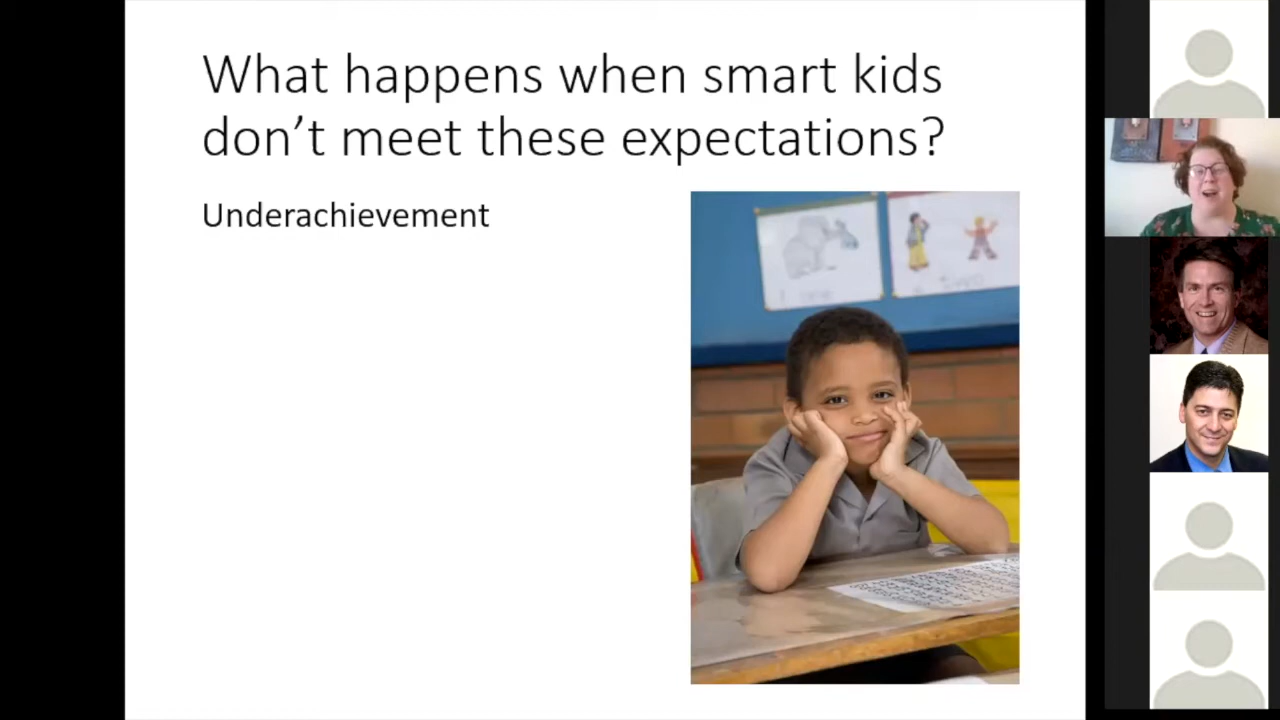 What happens when smart kids
don't meet these expectations?
Underachievement